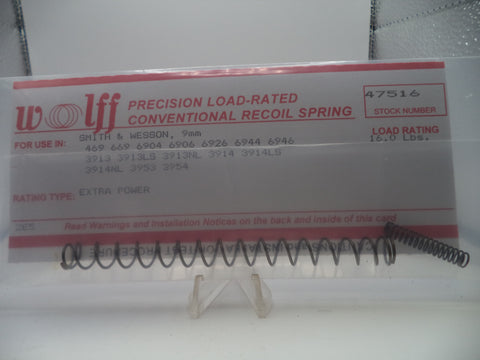 wolff
PRECISION LOAD-RATED
CONVENTIONAL RECOIL SPRING
47516
STOCK NUMBER
FOR USE IN:
SMITH & WESSON, 9mm
469 669 6904 6906 6926 6944 6946
3913 3913LS 3913NL 3914 3914LS
3914NL 3953 3954
LOAD RATING
16.0 Lbs.
RATING TYPE:
EXTRA POWER
Read Warnings and Installation Notices on the back and inside of this card